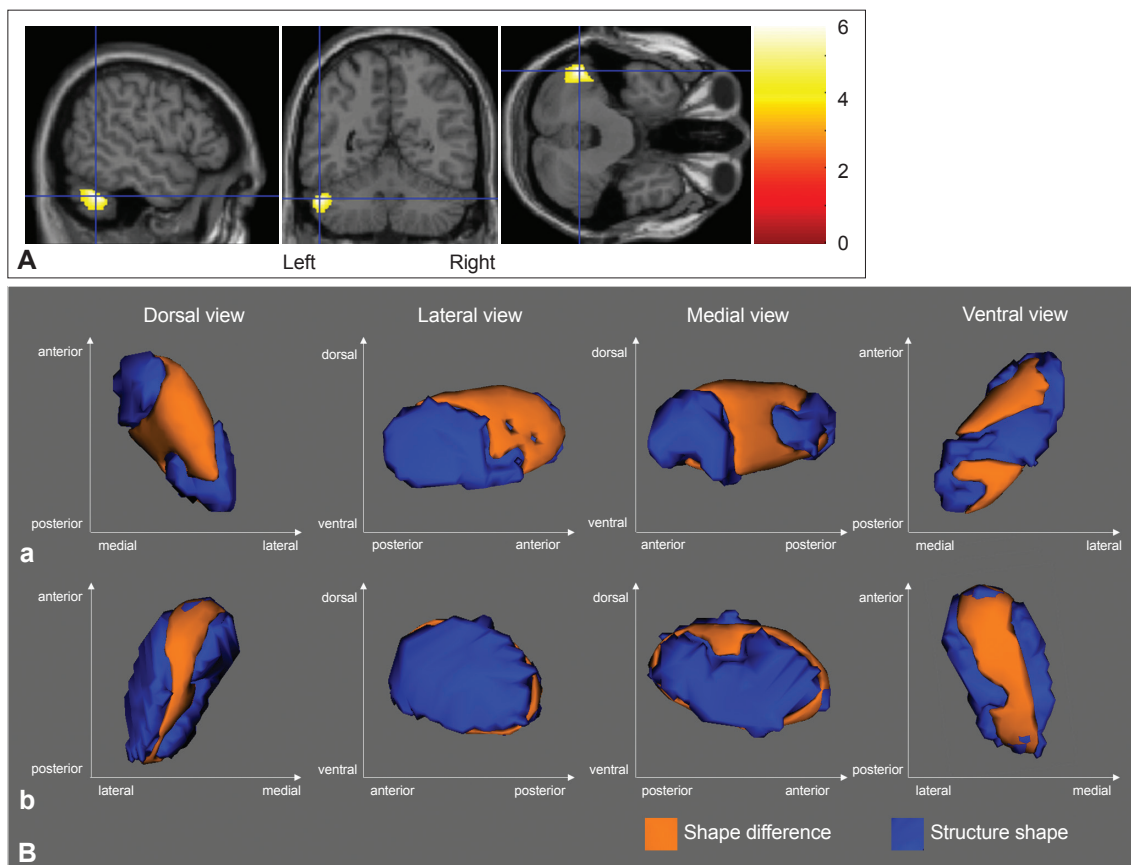 6
4
2
0
A
Left Right
Dorsal view Lateral view Medial view Ventral view
anterior
posterior
medial lateral
dorsal
ventral
posterior anterior
dorsal
ventral
anterior posterior
anterior
posterior
medial lateral
a
anterior
posterior
lateral medial
dorsal
ventral
anterior posterior
dorsal
ventral
posterior anterior
anterior
posterior
lateral medial
b
Shape difference Structure shape
B